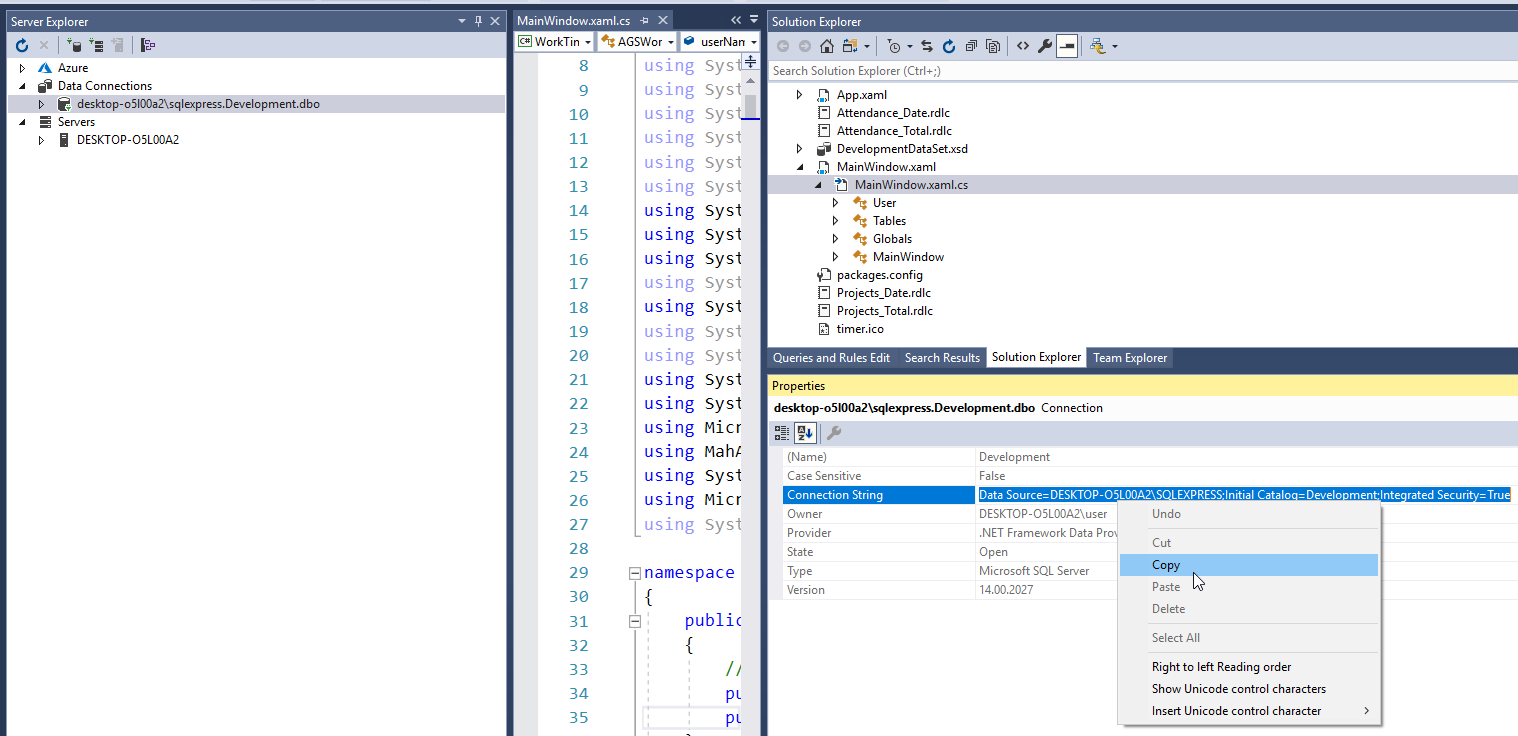 Server Explorer
Azure
Data Connections
desktop-o5l00a2\sqlexpress.Development.dbo
Servers
DESKTOP-O5L00A2
MainWindow.xaml.cs
C# WorkTin
AGSWor
userNan
8 using Syst
9 using Syst
10 using Syst
11 using Syst
12 using Syst
13 using Syst
14 using Syst
15 using Syst
16 using Syst
17 using Syst
18 using Syst
19 using Syst
20 using Syst
21 using Syst
22 using Syst
23 using Micr
24 using MahA
25 using Syst
26 using Micr
27 using Syst
28
29 namespace
30 {
31 public
32 {
33 //
34 pu
35 pu
Solution Explorer
Search Solution Explorer (Ctrl+;)
App.xaml
Attendance_Date.rdlc
Attendance_Total.rdlc
DevelopmentDataSet.xsd
MainWindow.xaml
MainWindow.xaml.cs
User
Tables
Globals
MainWindow
packages.config
Projects_Date.rdlc
Projects_Total.rdlc
timer.ico
Queries and Rules Edit Search Results Solution Explorer Team Explorer
Properties
desktop-o5l00a2\sqlexpress.Development.dbo Connection
(Name) Development
Case Sensitive False
Connection String Data Source=DESKTOP-O5L00A2\SQLEXPRESS;Initial Catalog=Development;Integrated Security=True
Owner DESKTOP-O5L00A2\user
Provider .NET Framework Data Prov
State Open
Type Microsoft SQL Server
Version 14.00.2027
Undo
Cut
Copy
Paste
Delete
Select All
Right to left Reading order
Show Unicode control characters
Insert Unicode control character